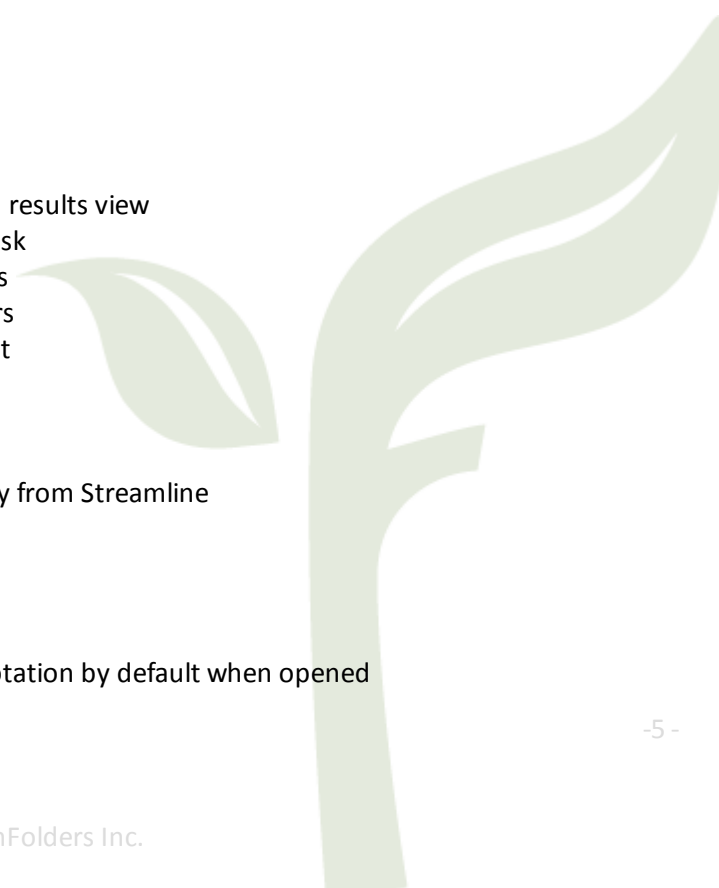 results view
sk
s
rs
t
y from Streamline
otation by default when opened
-5 -
nFolders Inc.